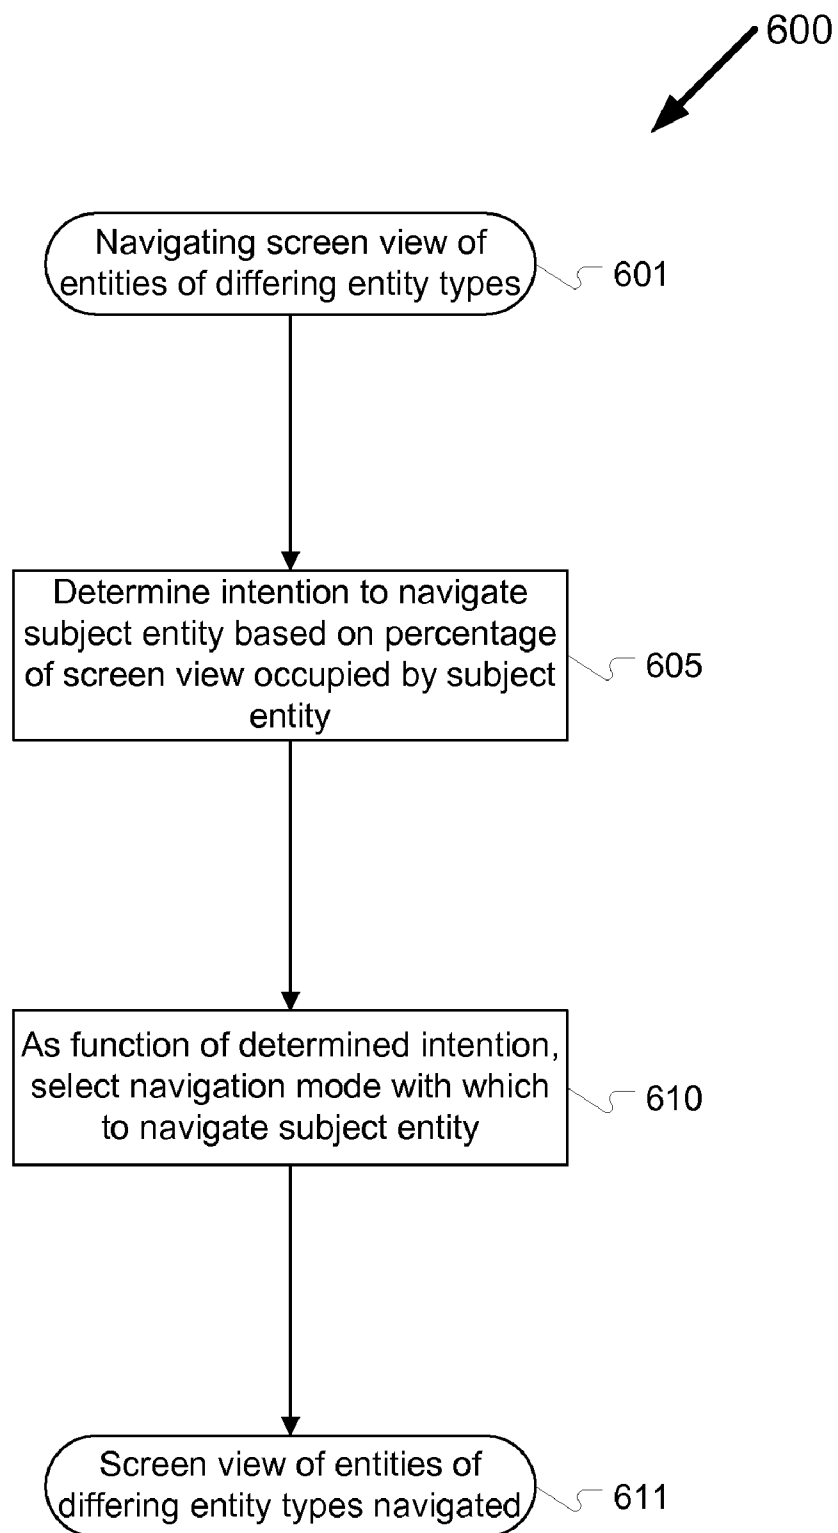 600
Navigating screen view of
entities of differing entity types
601
Determine intention to navigate
subject entity based on percentage
of screen view occupied by subject
entity
605
As function of determined intention,
select navigation mode with which
to navigate subject entity
610
Screen view of entities of
differing entity types navigated
611